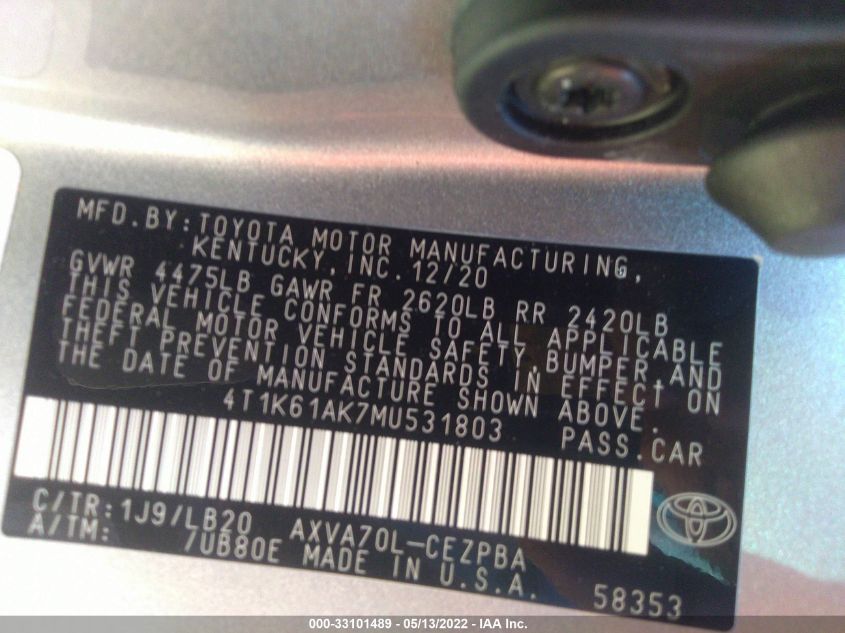 MFD.BY:TOYOTA MOTOR MANUFACTURING,
KENTUCKY,INC.12/20
GVWR 4475LB GAWR FR 2620LB RR 2420LB
THIS VEHICLE CONFORMS TO ALL APPLICABLE
FEDERAL MOTOR VEHICLE SAFETY,BUMPER,AND
THEFT PREVENTION STANDARDS IN EFFECT ON
THE DATE OF MANUFACTURE SHOWN ABOVE.
4T1K61AK7MU531803 PASS.CAR
C/TR:1J9/LB20 AXVA70L-CEZPBA
A/TM: /UB80E MADE IN U.S.A. 58353
000-33101489 - 05/13/2022 - IAA Inc.